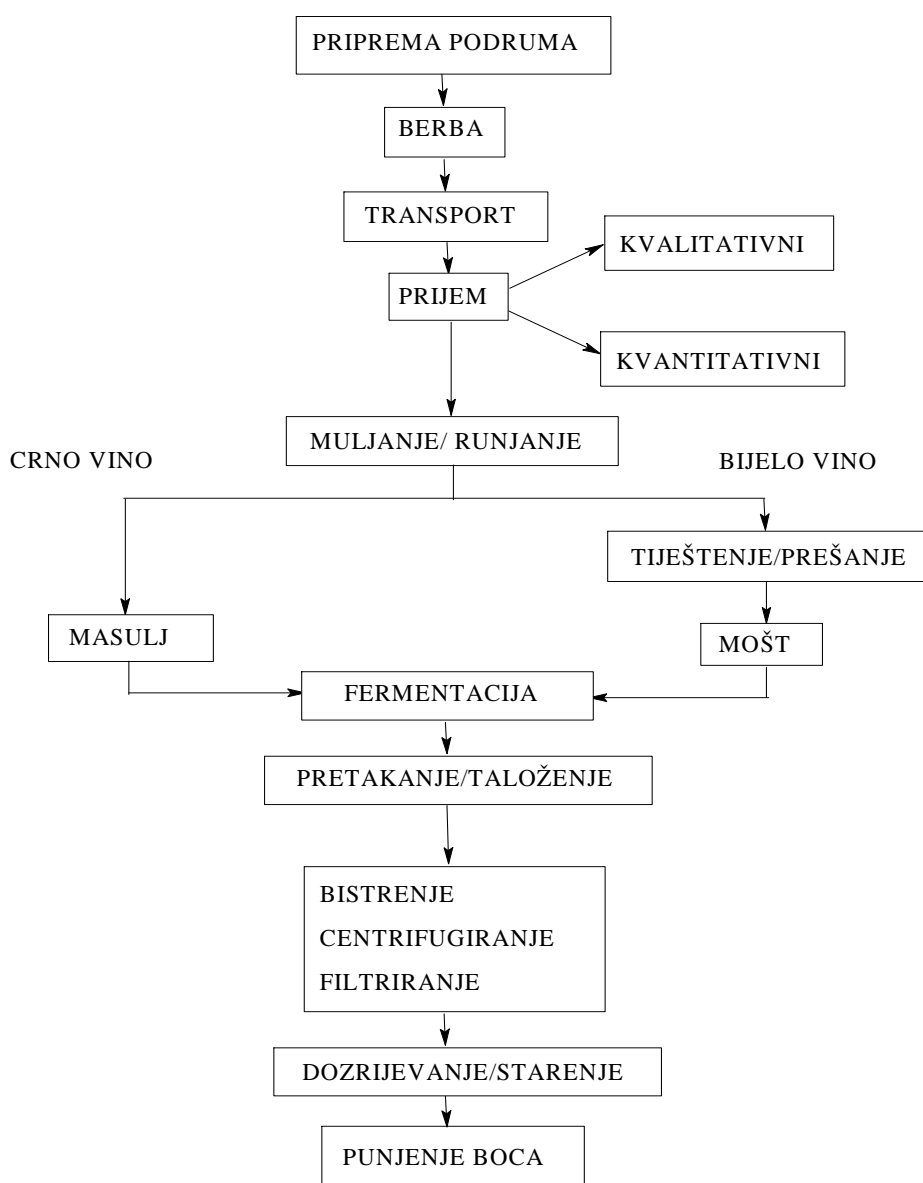 PRIPREMA PODRUMA
BERBA
TRANSPORT
KVALITATIVNI
PRIJEM
KVANTITATIVNI
MULJANJE/ RUNJANJE
CRNO VINO
BIJELO VINO
TIJEŠTENJE/PREŠANJE
MASULJ
MOŠT
FERMENTACIJA
PRETAKANJE/TALOŽENJE
BISTRENJE
CENTRIFUGIRANJE
FILTRIRANJE
DOZRIJEVANJE/STARENJE
PUNJENJE BOCA